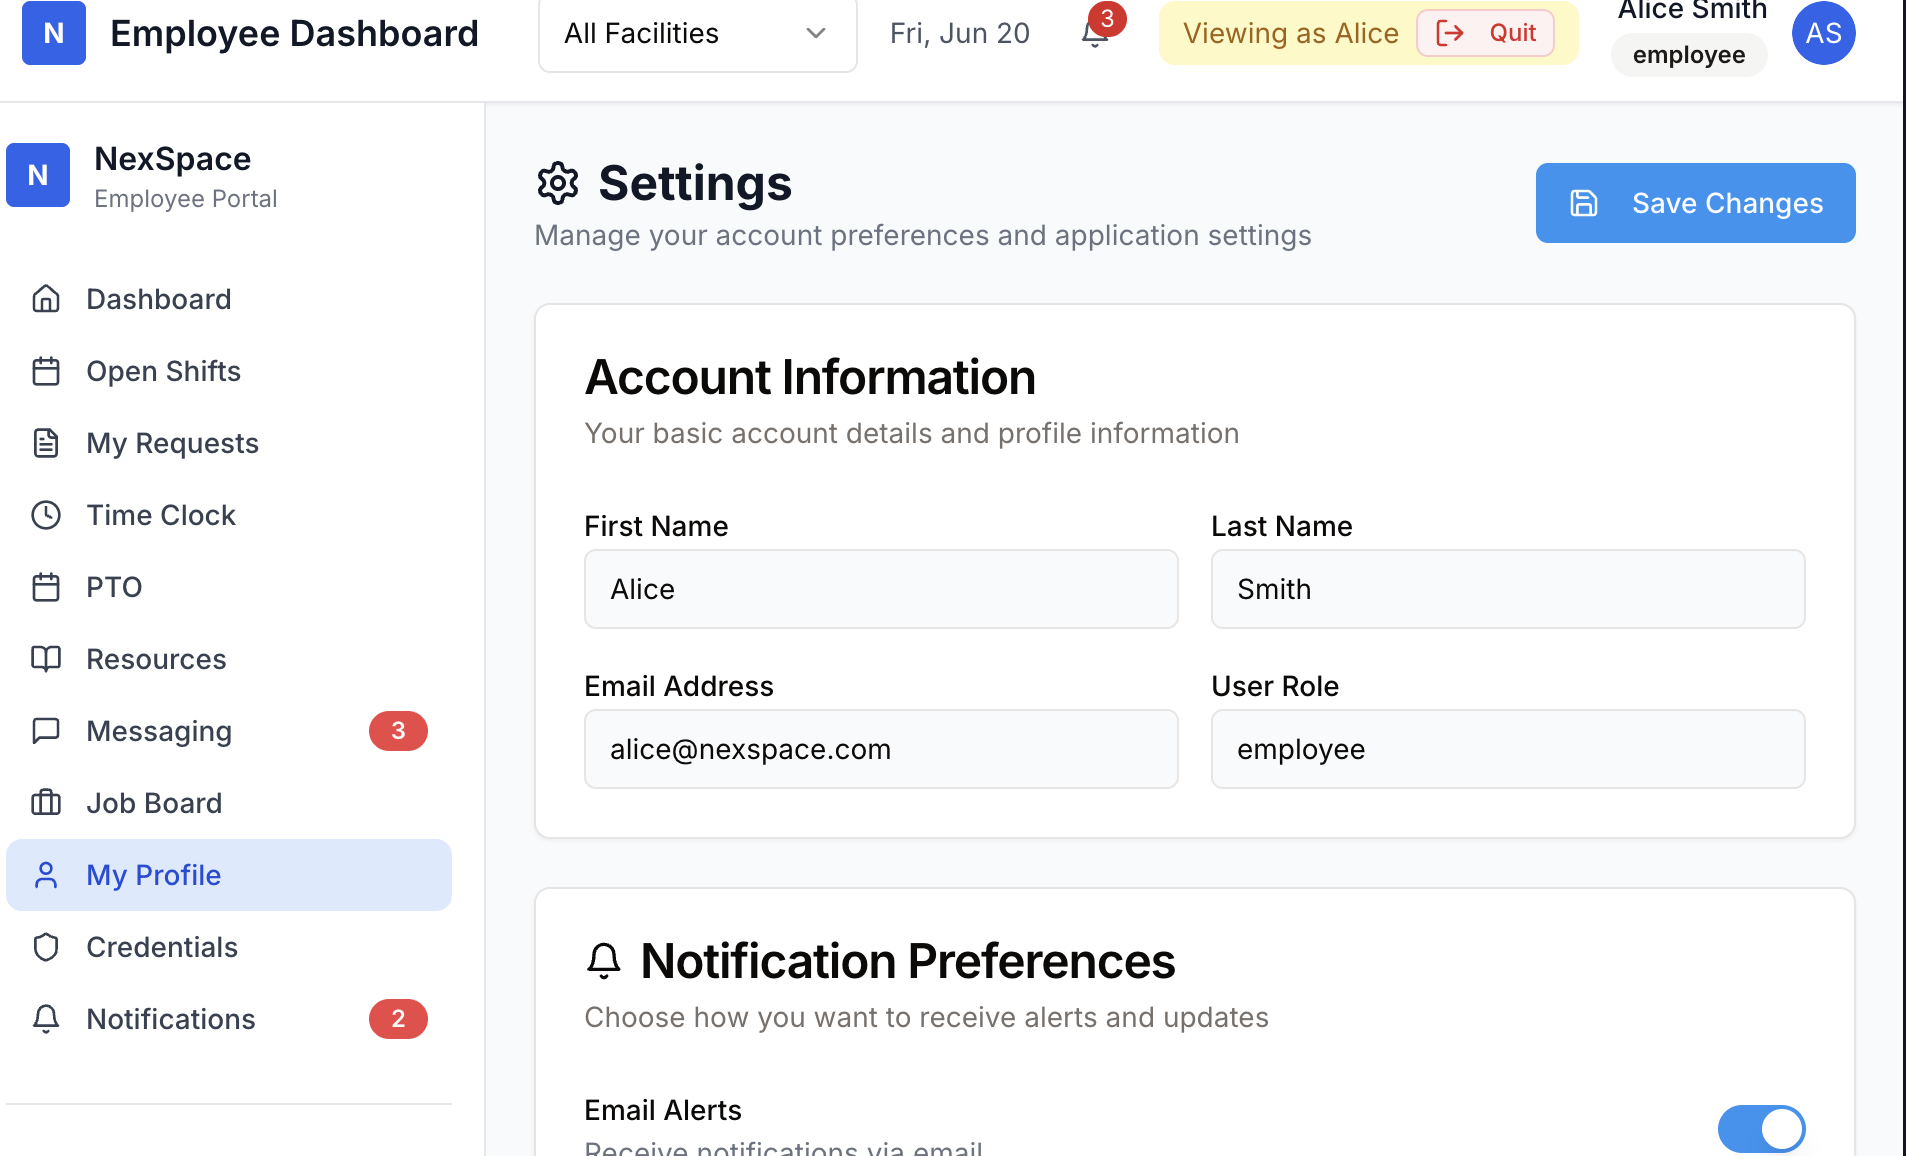 N
Employee Dashboard
All Facilities
Fri, Jun 20
3
Viewing as Alice
Quit
Alice Smith
employee
AS
N
NexSpace
Employee Portal
Dashboard
Open Shifts
My Requests
Time Clock
PTO
Resources
Messaging 3
Job Board
My Profile
Credentials
Notifications 2
Settings
Manage your account preferences and application settings
Save Changes
Account Information
Your basic account details and profile information
First Name
Alice
Last Name
Smith
Email Address
alice@nexspace.com
User Role
employee
Notification Preferences
Choose how you want to receive alerts and updates
Email Alerts
Receive notifications via email